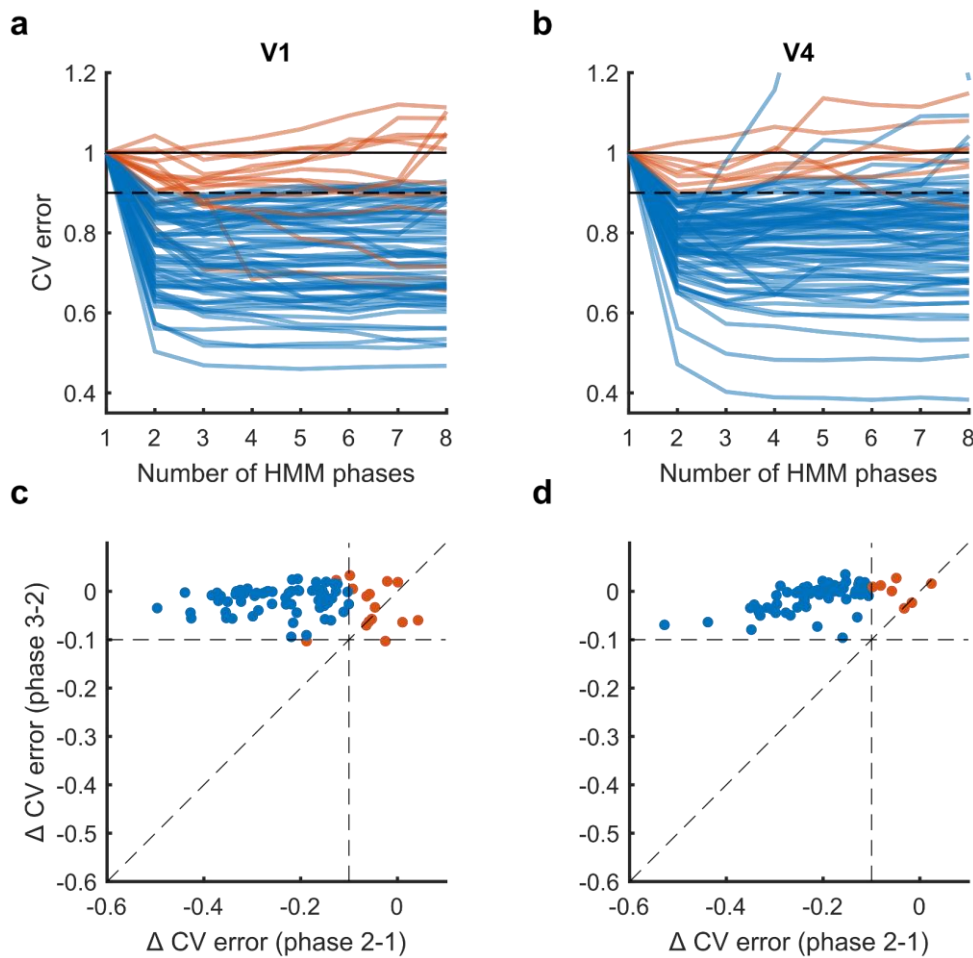 a
V1
1.2
1
0.8
0.6
0.4
CV error
1 2 3 4 5 6 7 8
Number of HMM phases
b
V4
1.2
1
0.8
0.6
0.4
1 2 3 4 5 6 7 8
Number of HMM phases
c
0
-0.1
-0.2
-0.3
-0.4
-0.5
-0.6
Δ CV error (phase 3-2)
-0.6 -0.4 -0.2 0
Δ CV error (phase 2-1)
d
0
-0.1
-0.2
-0.3
-0.4
-0.5
-0.6
-0.6 -0.4 -0.2 0
Δ CV error (phase 2-1)